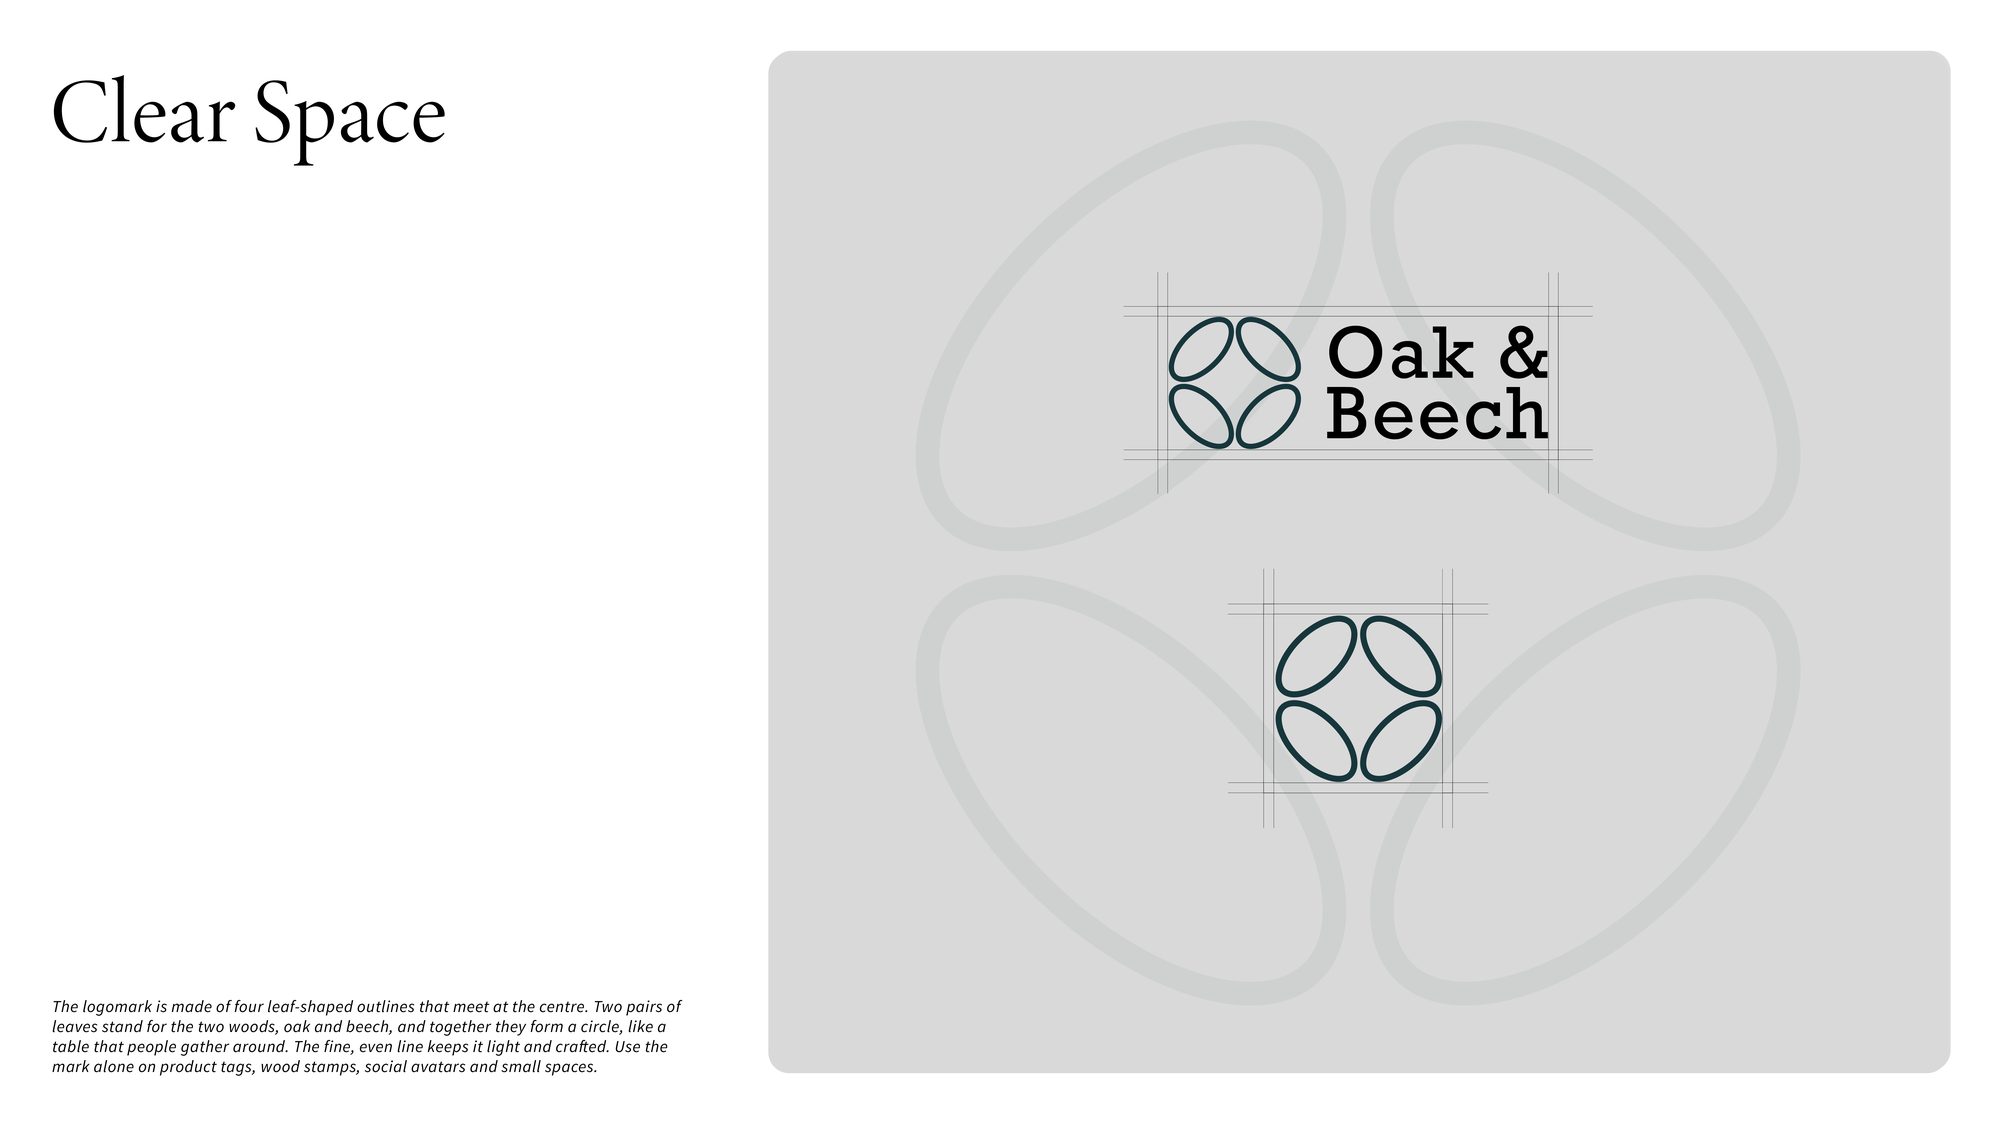 Clear Space
Oak &
Beech
The logomark is made of four leaf-shaped outlines that meet at the centre. Two pairs of
leaves stand for the two woods, oak and beech, and together they form a circle, like a
table that people gather around. The fine, even line keeps it light and crafted. Use the
mark alone on product tags, wood stamps, social avatars and small spaces.